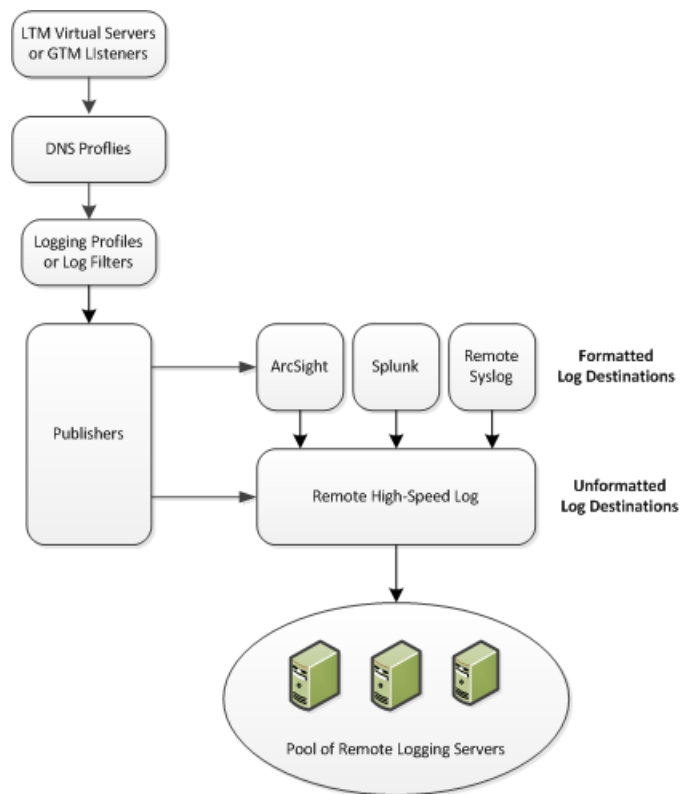 LTM Virtual Servers
or GTM Listeners
DNS Proflies
Logging Profiles
or Log Filters
Publishers
ArcSight
Splunk
Remote
Syslog
Formatted
Log Destinations
Remote High-Speed Log
Unformatted
Log Destinations
Pool of Remote Logging Servers